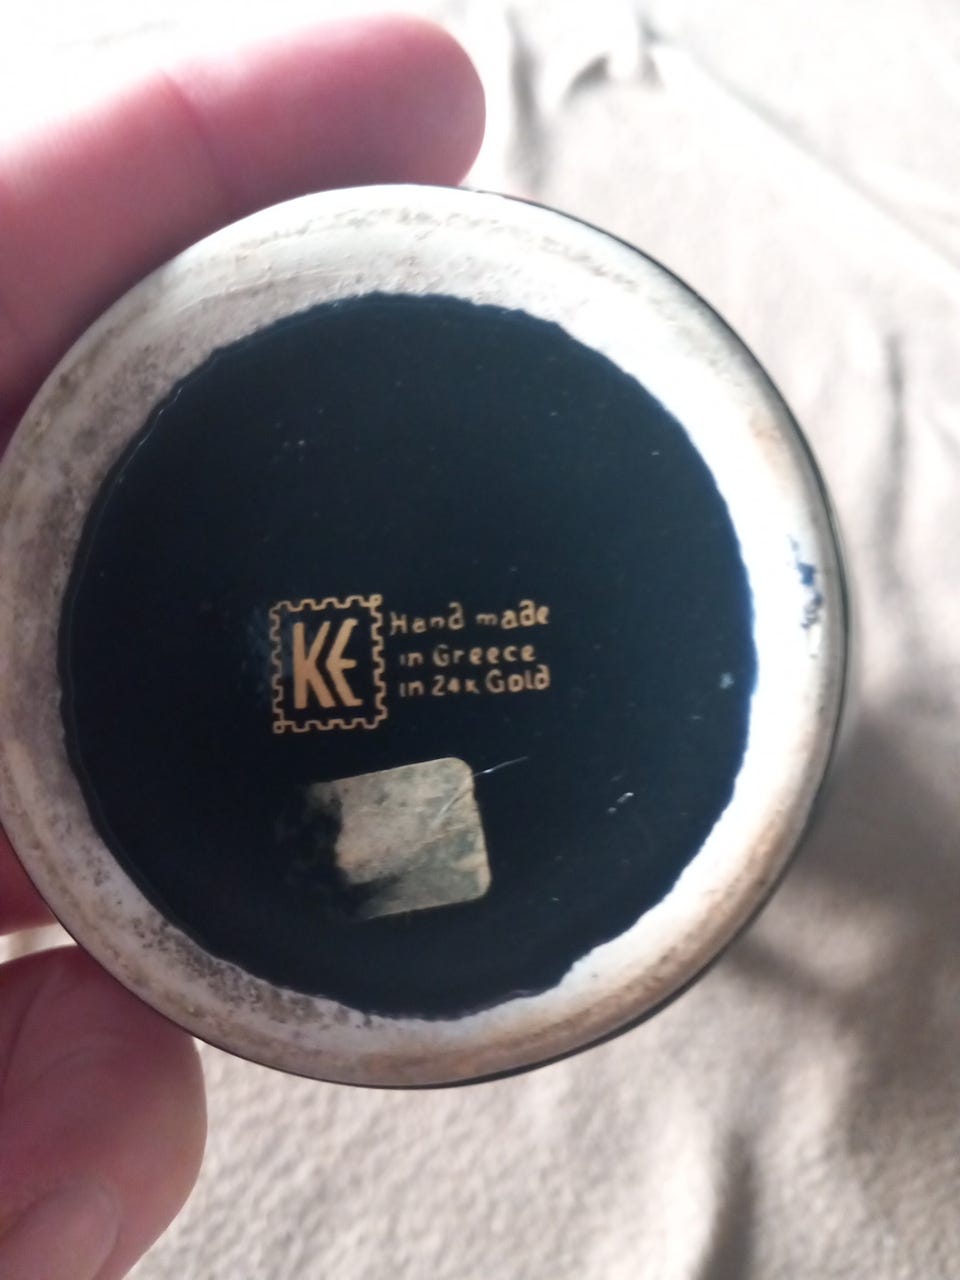 KE
Hand made
in Greece
in 24k Gold